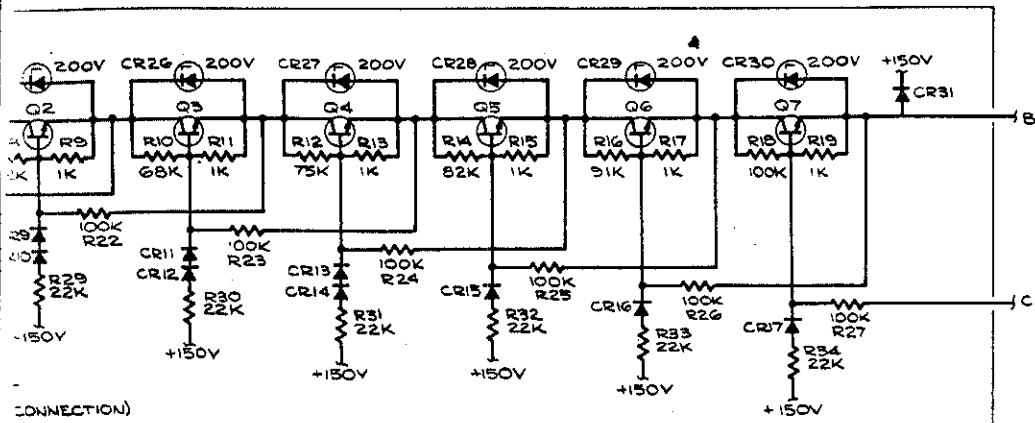 200V CR26 200V CR27 200V CR28 200V CR29 200V CR30 200V +150V
CR31
Q2 Q3 Q4 Q5 Q6 Q7
B
R9 R10 R11 R12 R13 R14 R15 R16 R17 R18 R19
1K 68K 1K 75K 1K 82K 1K 91K 1K 100K 1K
100K
R22
100K
R23
100K
R24
100K
R25
100K
R26
100K
R27
C
CR11
CR12
CR13
CR14
CR15
CR16
CR17
R29
22K
R30
22K
R31
22K
R32
22K
R33
22K
R34
22K
-150V
+150V
+150V
+150V
+150V
+150V
CONNECTION)